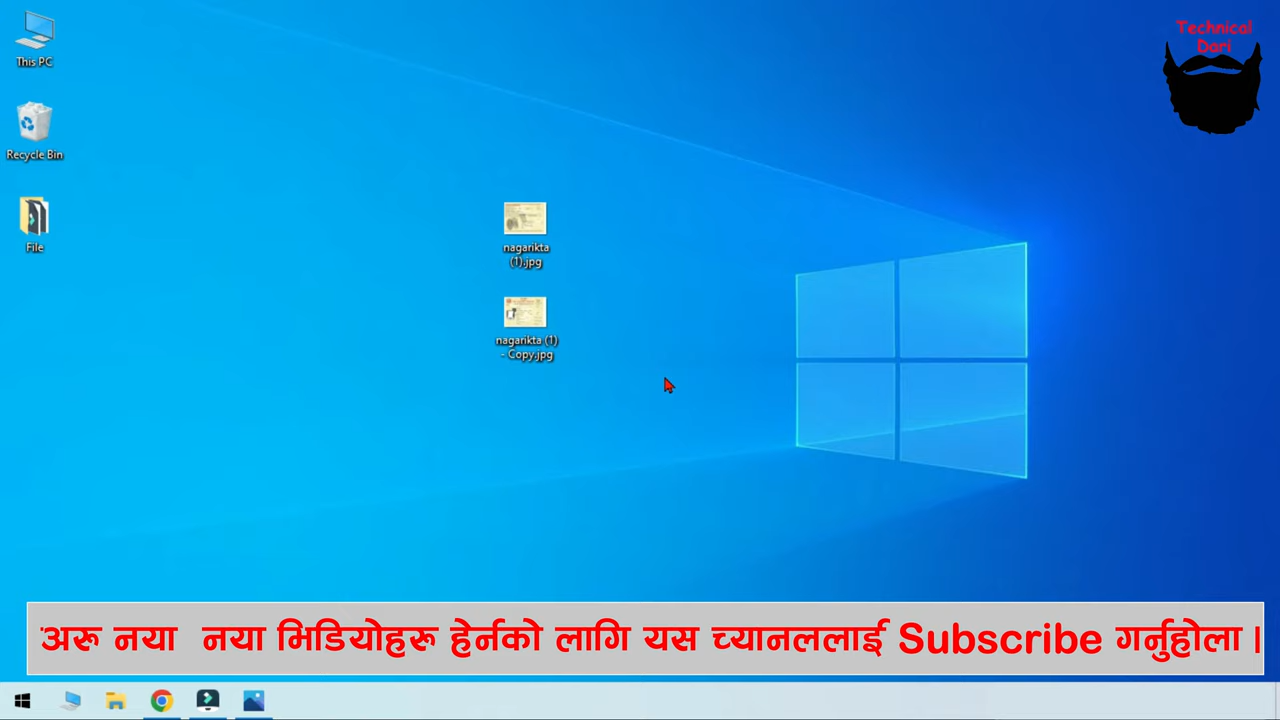 This PC
Recycle Bin
File
nagarikta
(1).jpg
nagarikta (1)
- Copy.jpg
Technical
Dari
अरू नया नया भिडियोहरू हेर्नको लागि यस च्यानललाई Subscribe गर्नुहोला ।